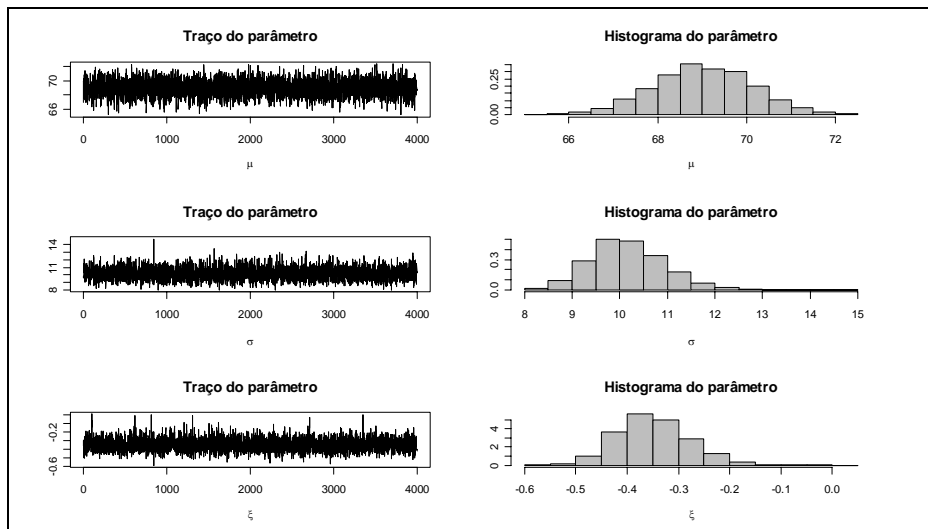 Traço do parâmetro
Histograma do parâmetro
70
66
0 1000 2000 3000 4000
μ
0.25
0.00
66 68 70 72
μ
Traço do parâmetro
Histograma do parâmetro
14
11
8
0 1000 2000 3000 4000
σ
0.3
0.0
8 9 10 11 12 13 14 15
σ
Traço do parâmetro
Histograma do parâmetro
-0.2
-0.6
0 1000 2000 3000 4000
ξ
4
2
0
-0.6 -0.5 -0.4 -0.3 -0.2 -0.1 0.0
ξ